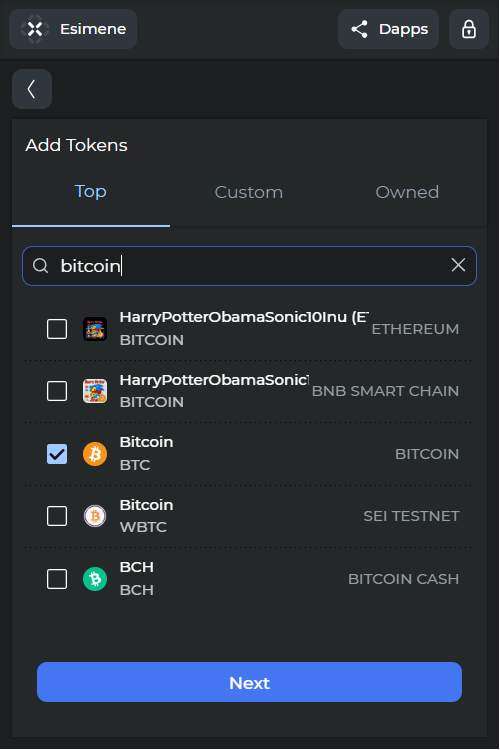 Esimene
Dapps
Add Tokens
Top
Custom
Owned
bitcoin
HarryPotterObamaSonic10Inu (E
BITCOIN
ETHEREUM
HarryPotterObamaSonic1
BITCOIN
BNB SMART CHAIN
Bitcoin
BTC
BITCOIN
Bitcoin
WBTC
SEI TESTNET
BCH
BCH
BITCOIN CASH
Next